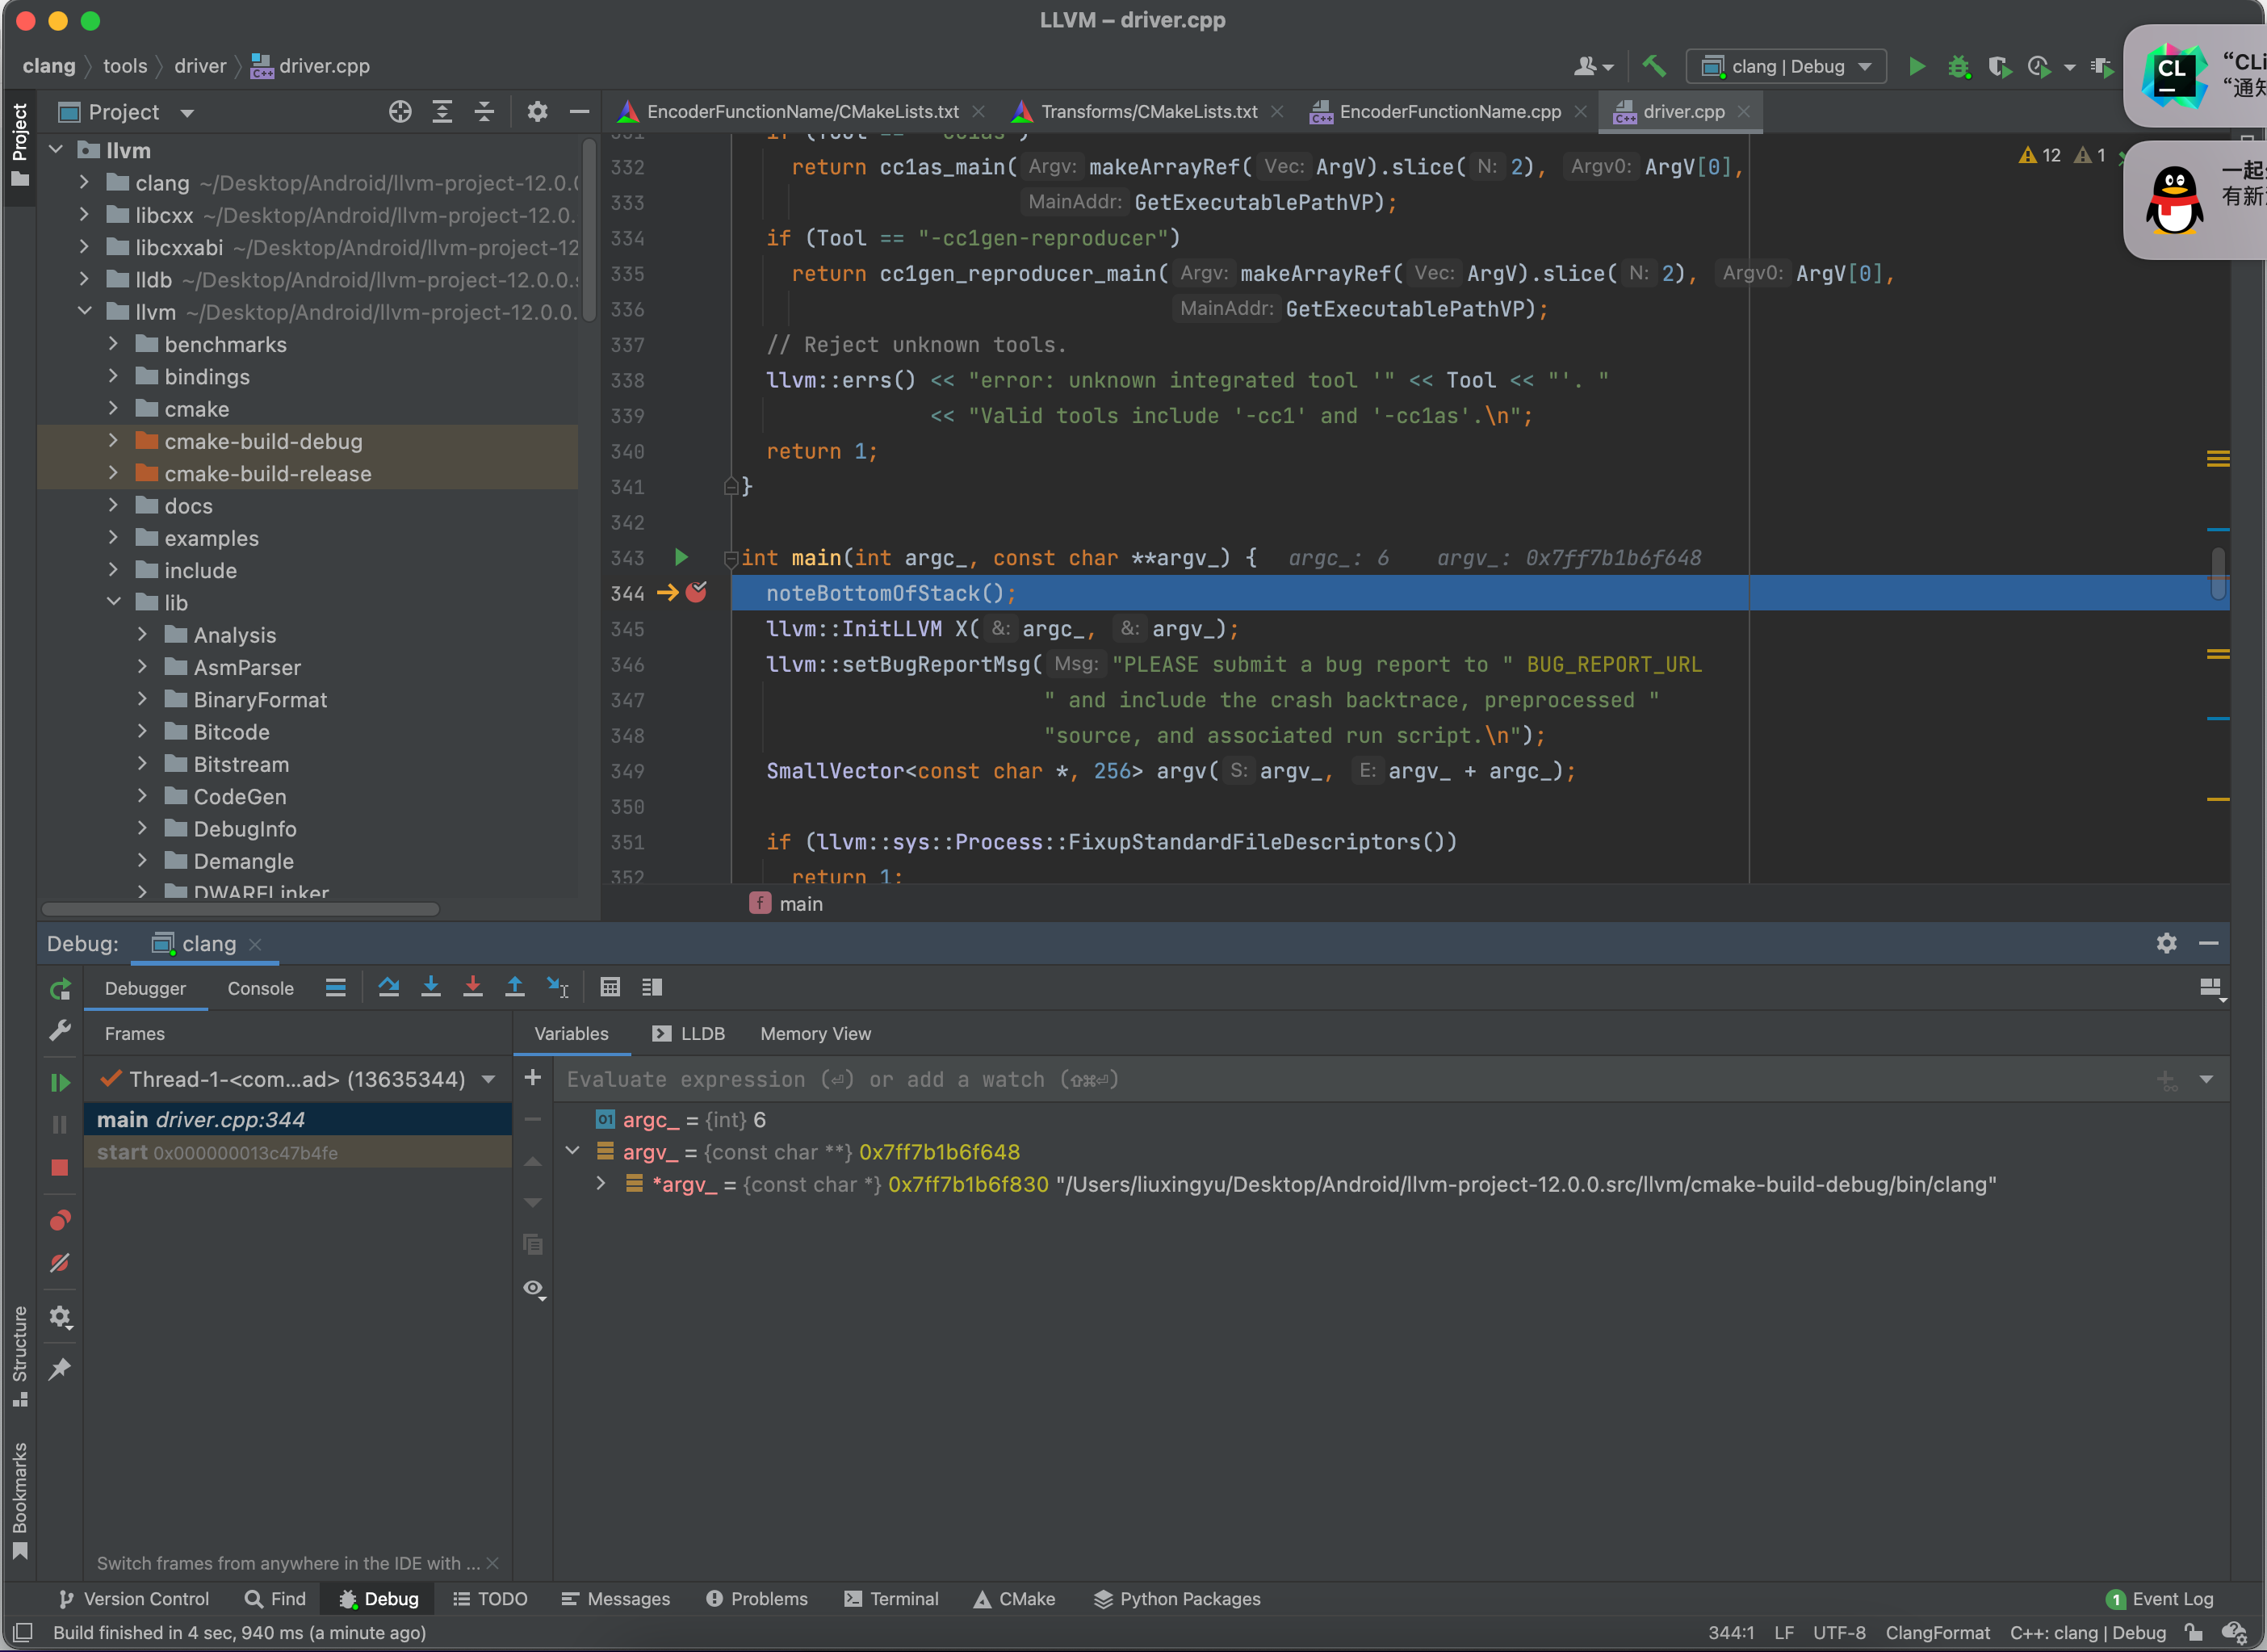 LLVM – driver.cpp
clang tools driver driver.cpp
clang | Debug
Project
EncoderFunctionName/CMakeLists.txt Transforms/CMakeLists.txt EncoderFunctionName.cpp driver.cpp
Project
llvm
clang ~/Desktop/Android/llvm-project-12.0.
libcxx ~/Desktop/Android/llvm-project-12.0.
libcxxabi ~/Desktop/Android/llvm-project-12
lldb ~/Desktop/Android/llvm-project-12.0.0.
llvm ~/Desktop/Android/llvm-project-12.0.0.
benchmarks
bindings
cmake
cmake-build-debug
cmake-build-release
docs
examples
include
lib
Analysis
AsmParser
BinaryFormat
Bitcode
Bitstream
CodeGen
DebugInfo
Demangle
DWARFLinker
12 1
332 return cc1as_main( Argv: makeArrayRef( Vec: ArgV).slice( N: 2), Argv0: ArgV[0],
333 MainAddr: GetExecutablePathVP);
334 if (Tool == "-cc1gen-reproducer")
335 return cc1gen_reproducer_main( Argv: makeArrayRef( Vec: ArgV).slice( N: 2), Argv0: ArgV[0],
336 MainAddr: GetExecutablePathVP);
337 // Reject unknown tools.
338 llvm::errs() << "error: unknown integrated tool '" << Tool << "'. "
339 << "Valid tools include '-cc1' and '-cc1as'.\n";
340 return 1;
341 }
342
343 int main(int argc_, const char **argv_) { argc_: 6 argv_: 0x7ff7b1b6f648
344 noteBottomOfStack();
345 llvm::InitLLVM X( &: argc_, &: argv_);
346 llvm::setBugReportMsg( Msg: "PLEASE submit a bug report to " BUG_REPORT_URL
347 " and include the crash backtrace, preprocessed "
348 "source, and associated run script.\n");
349 SmallVector<const char *, 256> argv( S: argv_, E: argv_ + argc_);
350
351 if (llvm::sys::Process::FixupStandardFileDescriptors())
352 return 1;
f main
CL
“CLi
“通知
一起
有新
Debug: clang
Debugger Console
Frames
Variables LLDB Memory View
Thread-1-<com...ad> (13635344)
Evaluate expression (⏎) or add a watch (⇧⌘⏎)
main driver.cpp:344
start 0x000000013c47b4fe
argc_ = {int} 6
argv_ = {const char **} 0x7ff7b1b6f648
*argv_ = {const char *} 0x7ff7b1b6f830 "/Users/liuxingyu/Desktop/Android/llvm-project-12.0.0.src/llvm/cmake-build-debug/bin/clang"
Structure
Bookmarks
Switch frames from anywhere in the IDE with ...
Version Control Find Debug TODO Messages Problems Terminal CMake Python Packages 1 Event Log
Build finished in 4 sec, 940 ms (a minute ago)
344:1 LF UTF-8 ClangFormat C++: clang | Debug